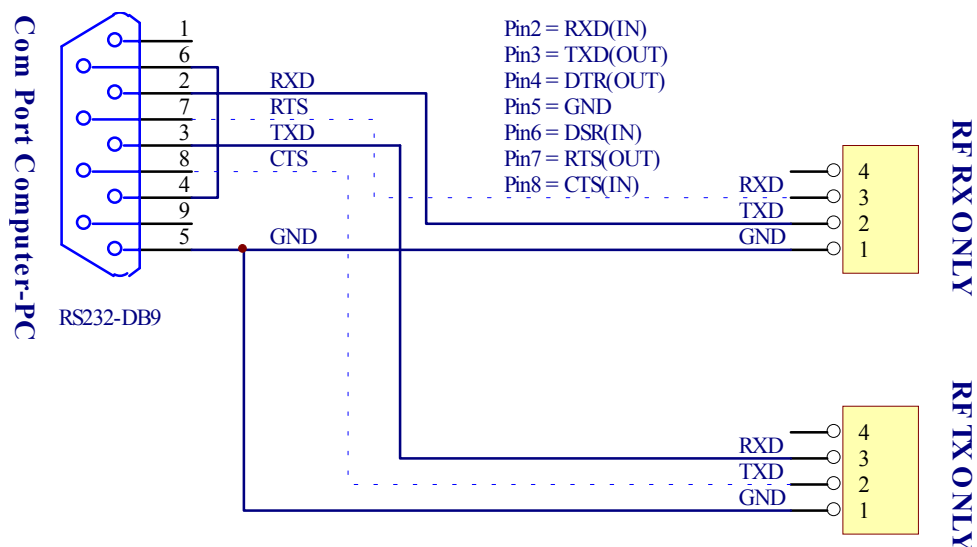 Com Port Computer-PC
1
6
2
7
3
8
4
9
5
RXD
RTS
TXD
CTS
GND
RS232-DB9
Pin2 = RXD(IN)
Pin3 = TXD(OUT)
Pin4 = DTR(OUT)
Pin5 = GND
Pin6 = DSR(IN)
Pin7 = RTS(OUT)
Pin8 = CTS(IN)
RXD
TXD
GND
4
3
2
1
RF RX ONLY
RXD
TXD
GND
4
3
2
1
RF TX ONLY